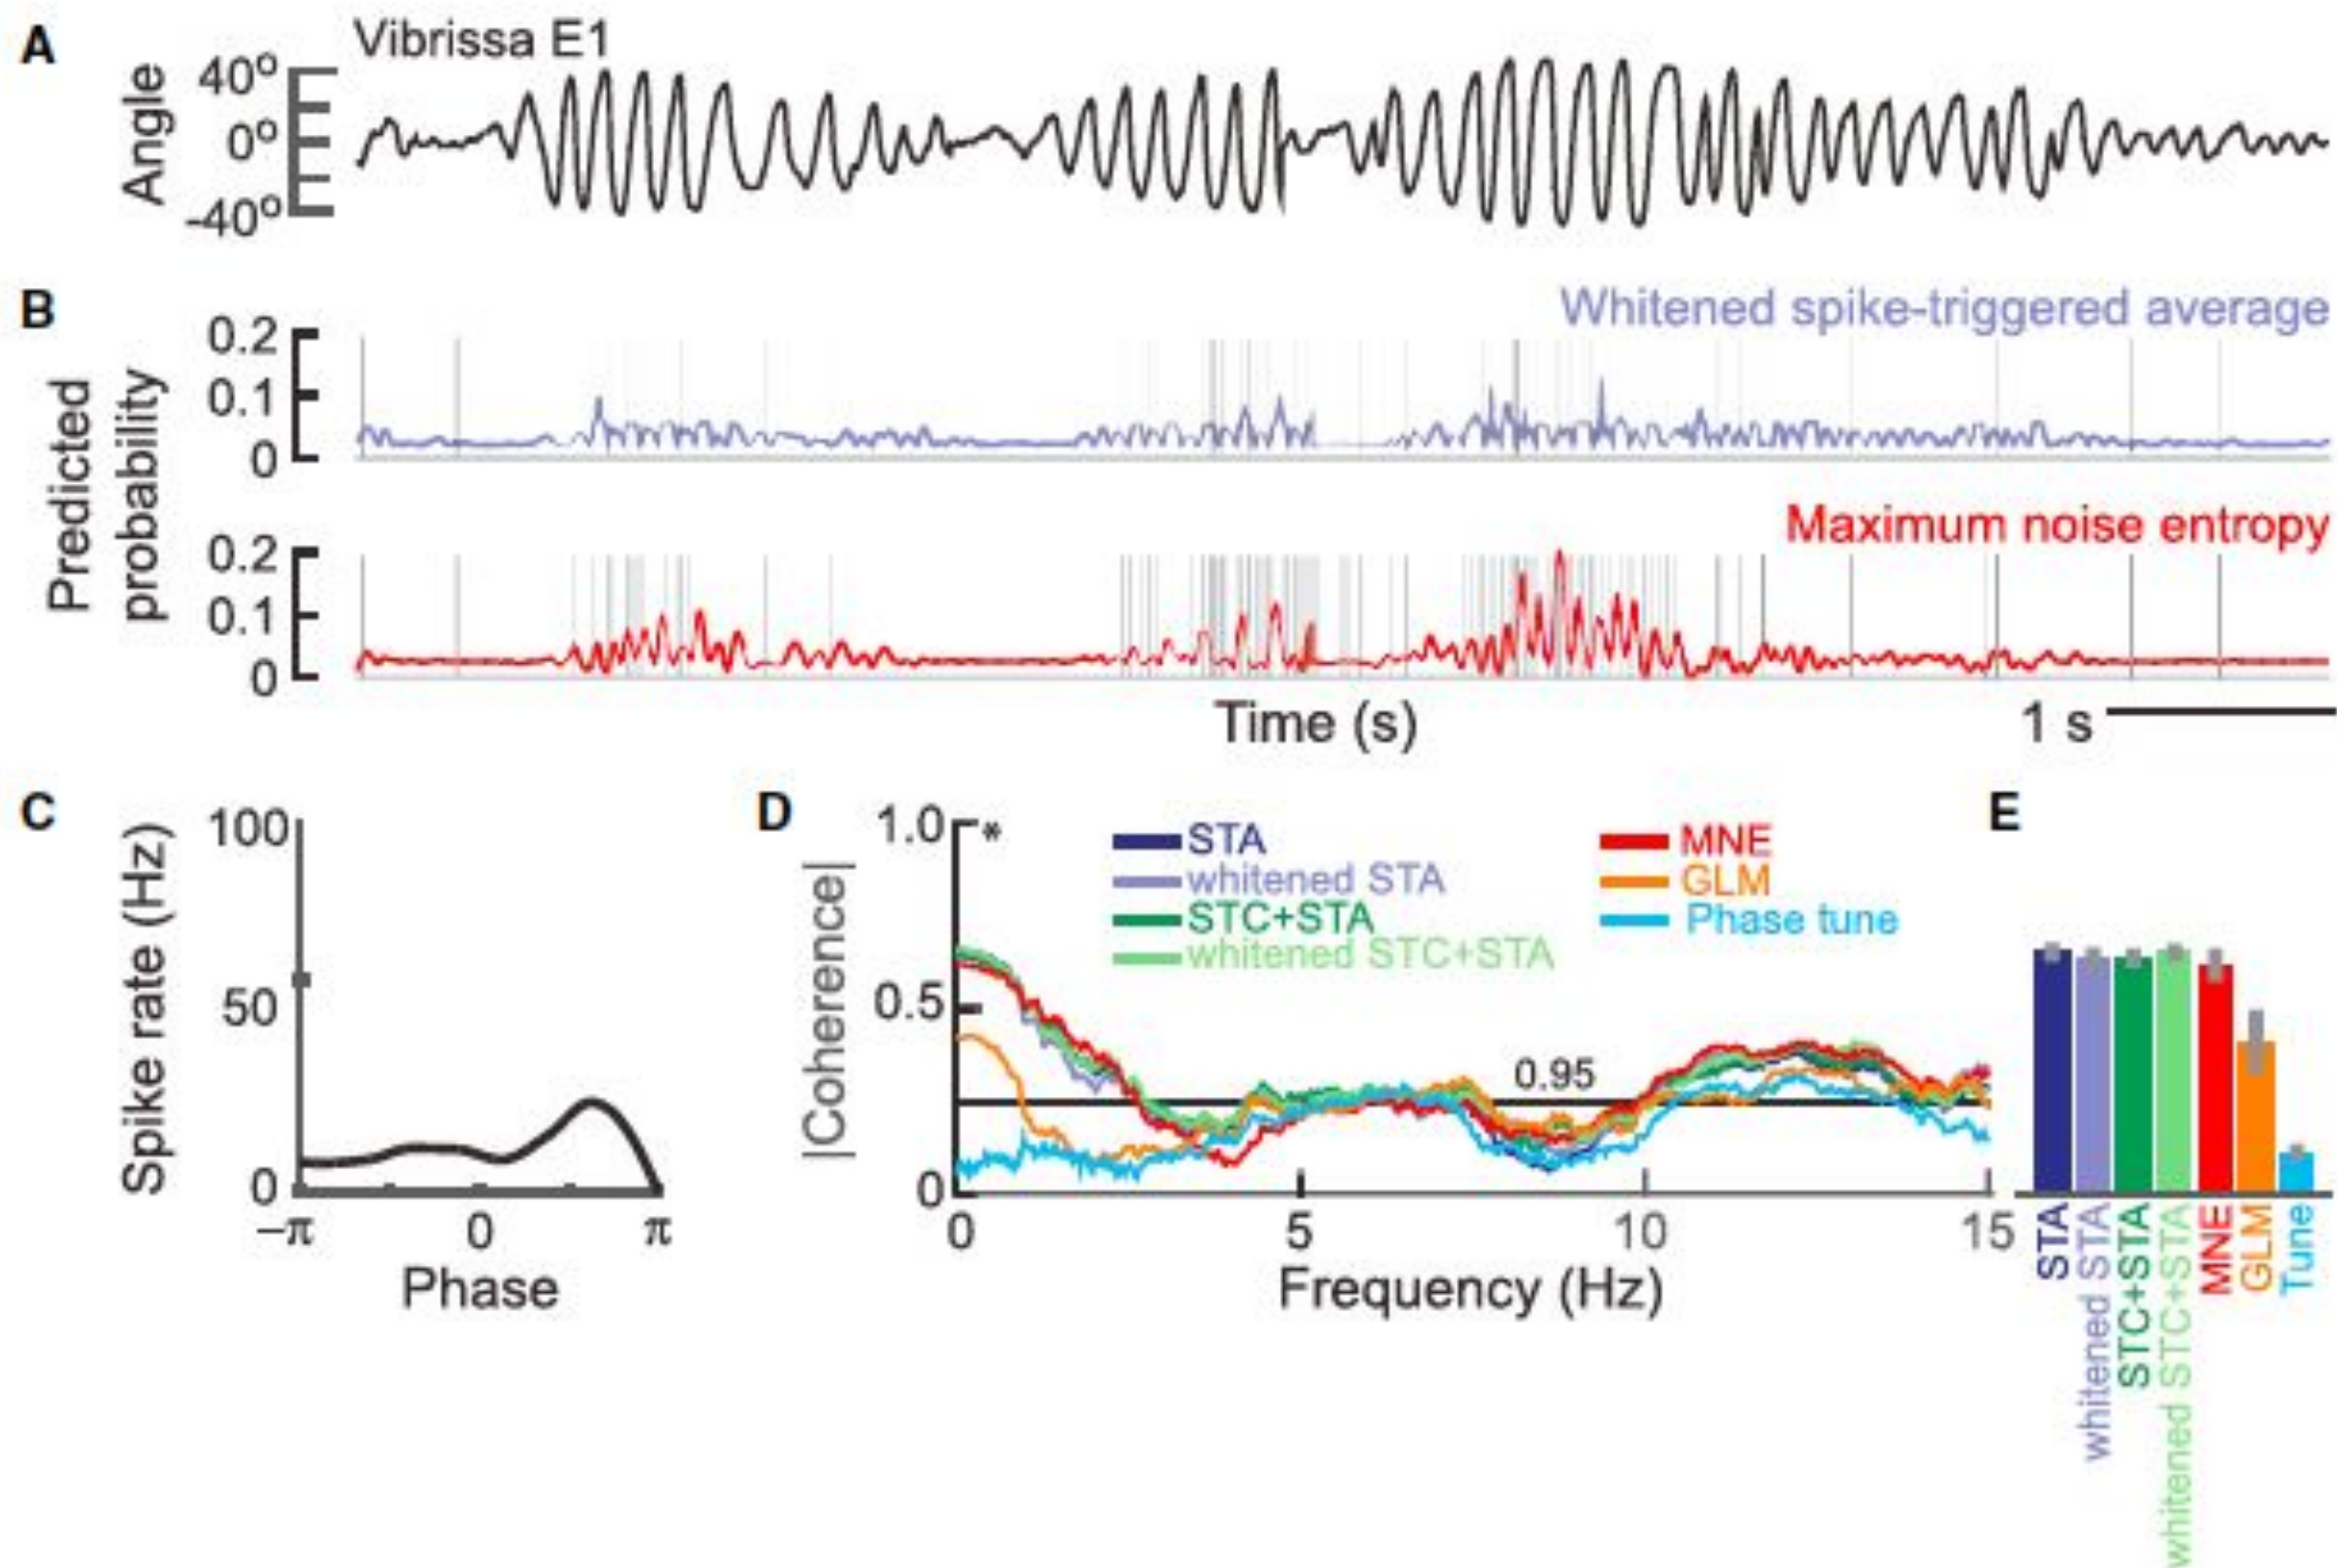 A
Vibrissa E1
Angle
40º
0º
-40º
B
Whitened spike-triggered average
Predicted
probability
0.2
0.1
0
Maximum noise entropy
0.2
0.1
0
Time (s)
1 s
C
Spike rate (Hz)
100
50
0
−π
0
π
Phase
D
|Coherence|
1.0
*
0.5
0
STA
whitened STA
STC+STA
whitened STC+STA
MNE
GLM
Phase tune
0.95
0
5
10
15
Frequency (Hz)
E
STA
whitened STA
STC+STA
whitened STC+STA
MNE
GLM
Tune